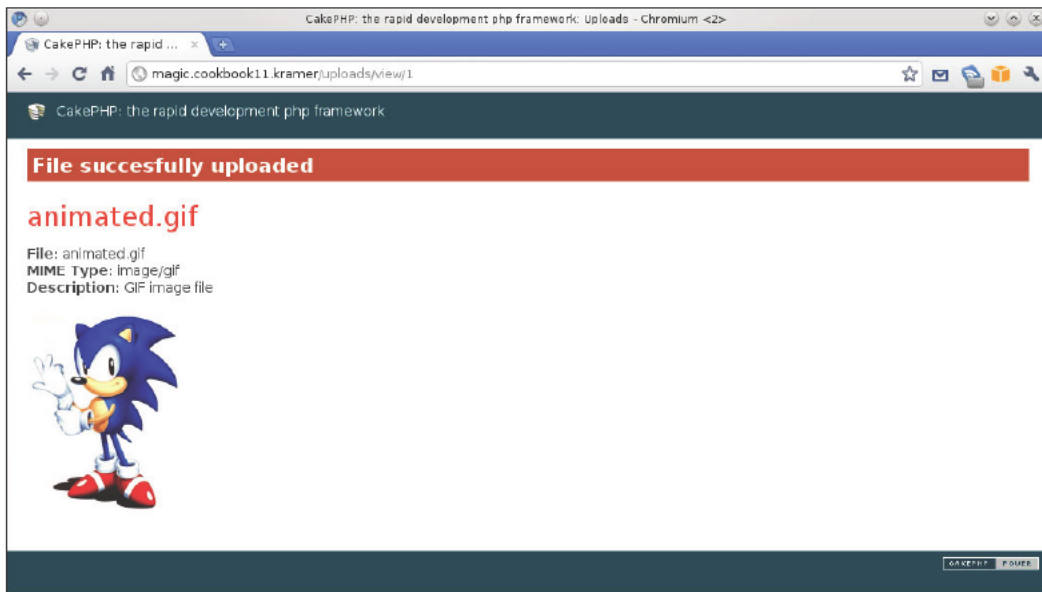 CakePHP: the rapid development php framework: Uploads - Chromium <2>
CakePHP: the rapid ...
magic.cookbook11.kramer/uploads/view/1
CakePHP: the rapid development php framework
File succesfully uploaded
animated.gif
File: animated.gif
MIME Type: image/gif
Description: GIF image file
CAKEPHP POWER